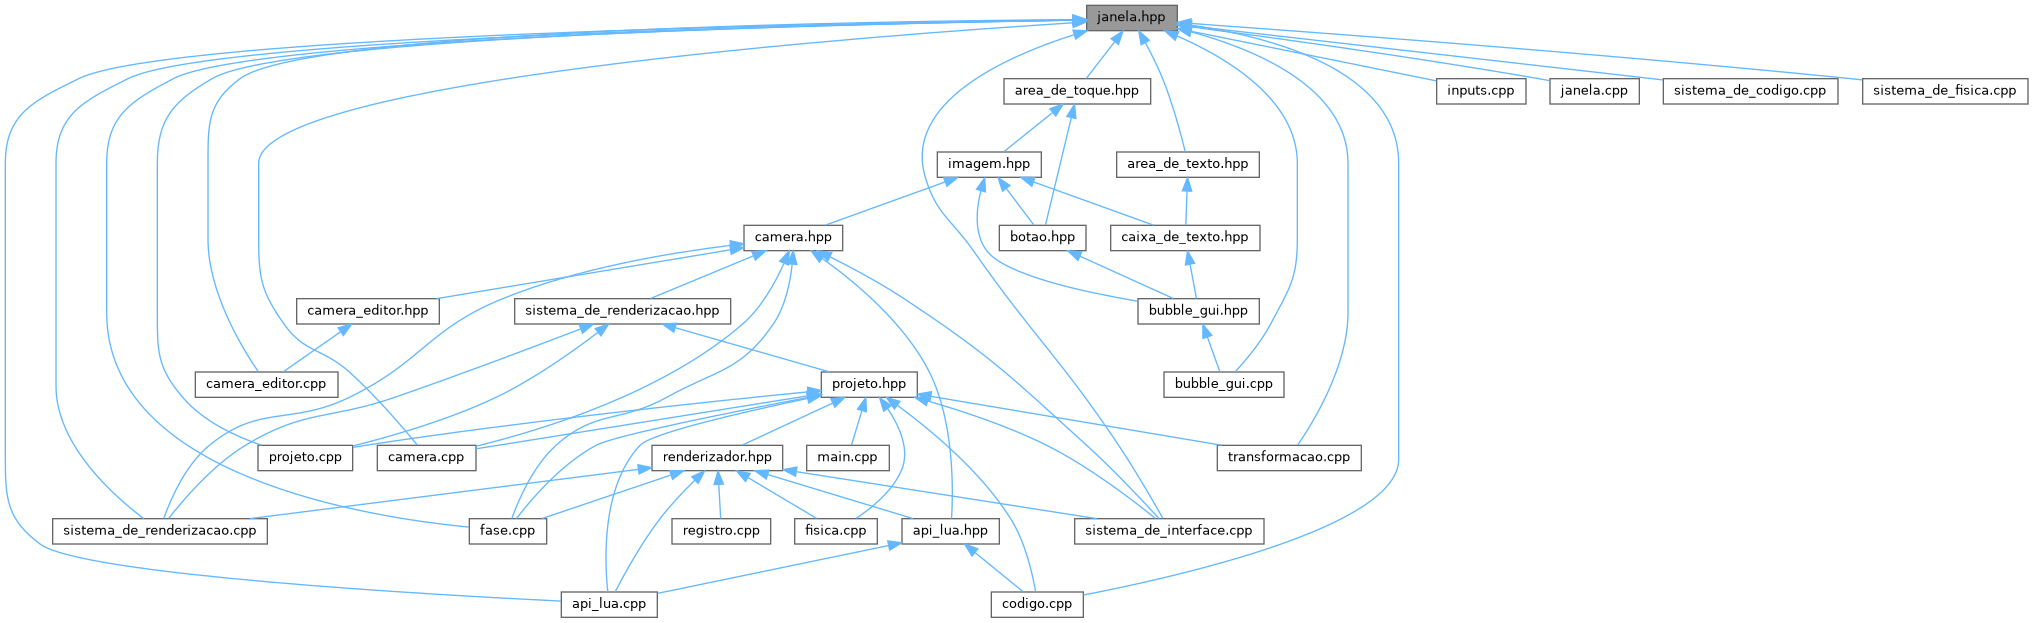 janela.hpp
area_de_toque.hpp
inputs.cpp
janela.cpp
sistema_de_codigo.cpp
sistema_de_fisica.cpp
imagem.hpp
area_de_texto.hpp
camera.hpp
botao.hpp
caixa_de_texto.hpp
camera_editor.hpp
sistema_de_renderizacao.hpp
bubble_gui.hpp
camera_editor.cpp
projeto.hpp
bubble_gui.cpp
projeto.cpp
camera.cpp
renderizador.hpp
main.cpp
transformacao.cpp
sistema_de_renderizacao.cpp
fase.cpp
registro.cpp
fisica.cpp
api_lua.hpp
sistema_de_interface.cpp
api_lua.cpp
codigo.cpp